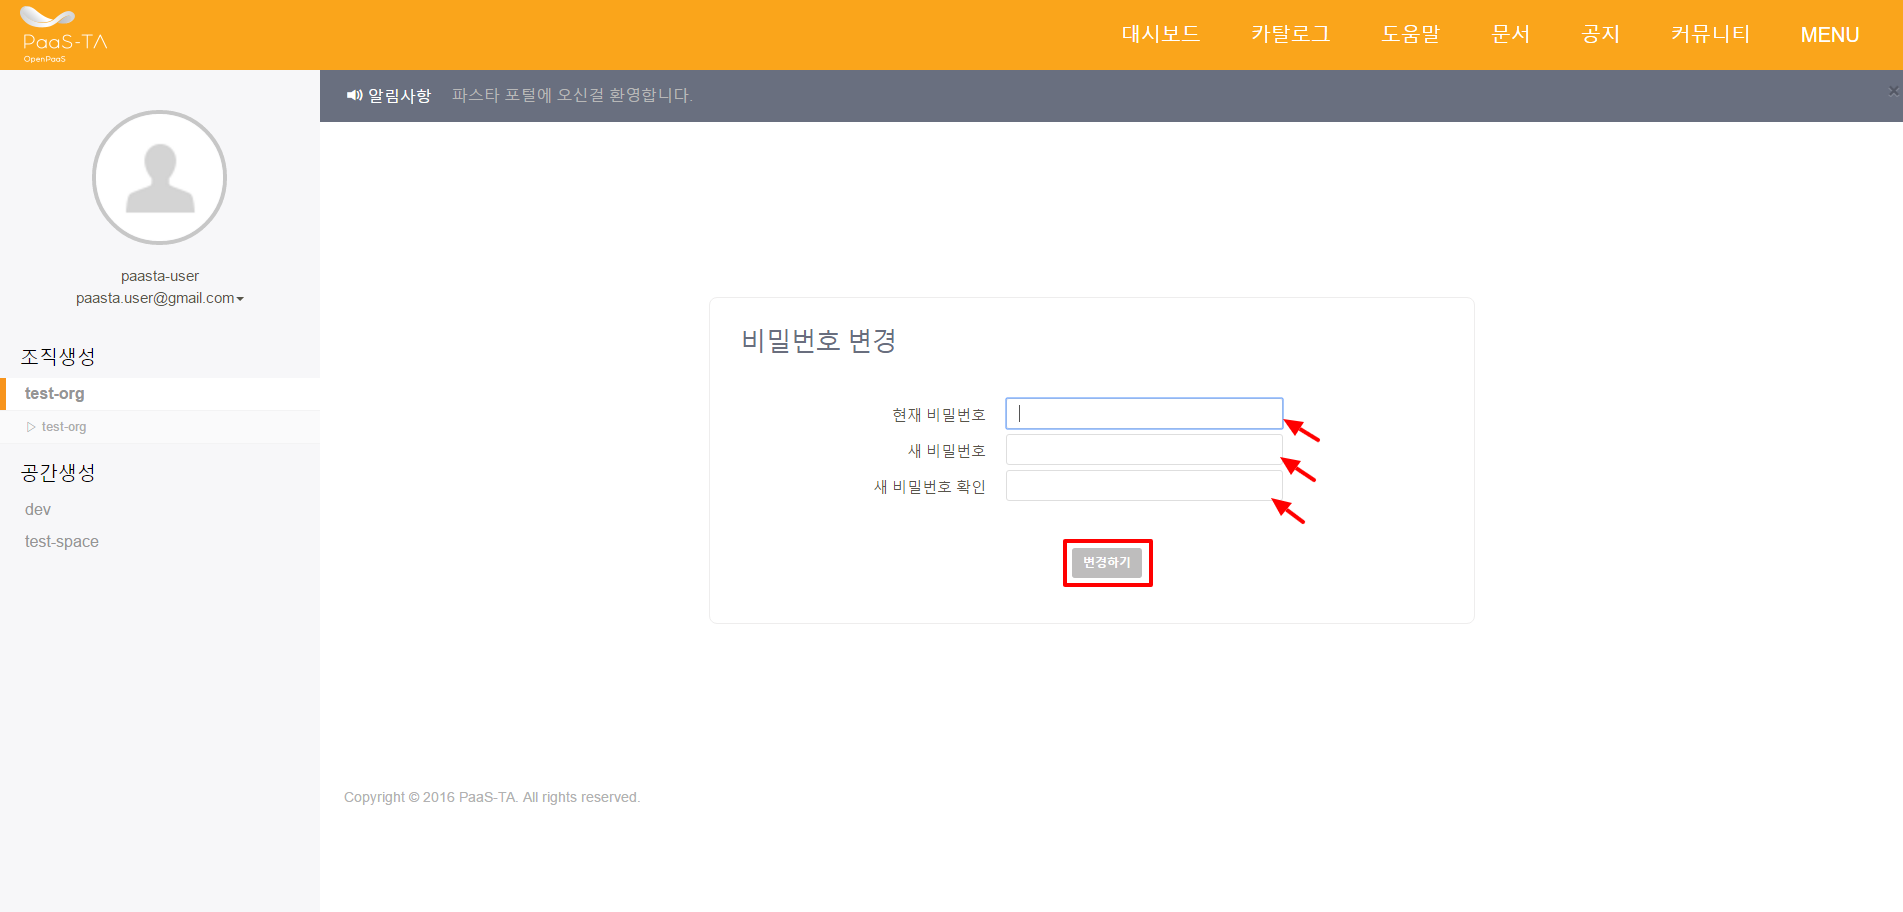 PaaS-TA
OpenPaaS
대시보드 카탈로그 도움말 문서 공지 커뮤니티 MENU
알림사항 파스타 포털에 오신걸 환영합니다.
paasta-user
paasta.user@gmail.com
조직생성
test-org
test-org
공간생성
dev
test-space
비밀번호 변경
현재 비밀번호
새 비밀번호
새 비밀번호 확인
변경하기
Copyright © 2016 PaaS-TA. All rights reserved.